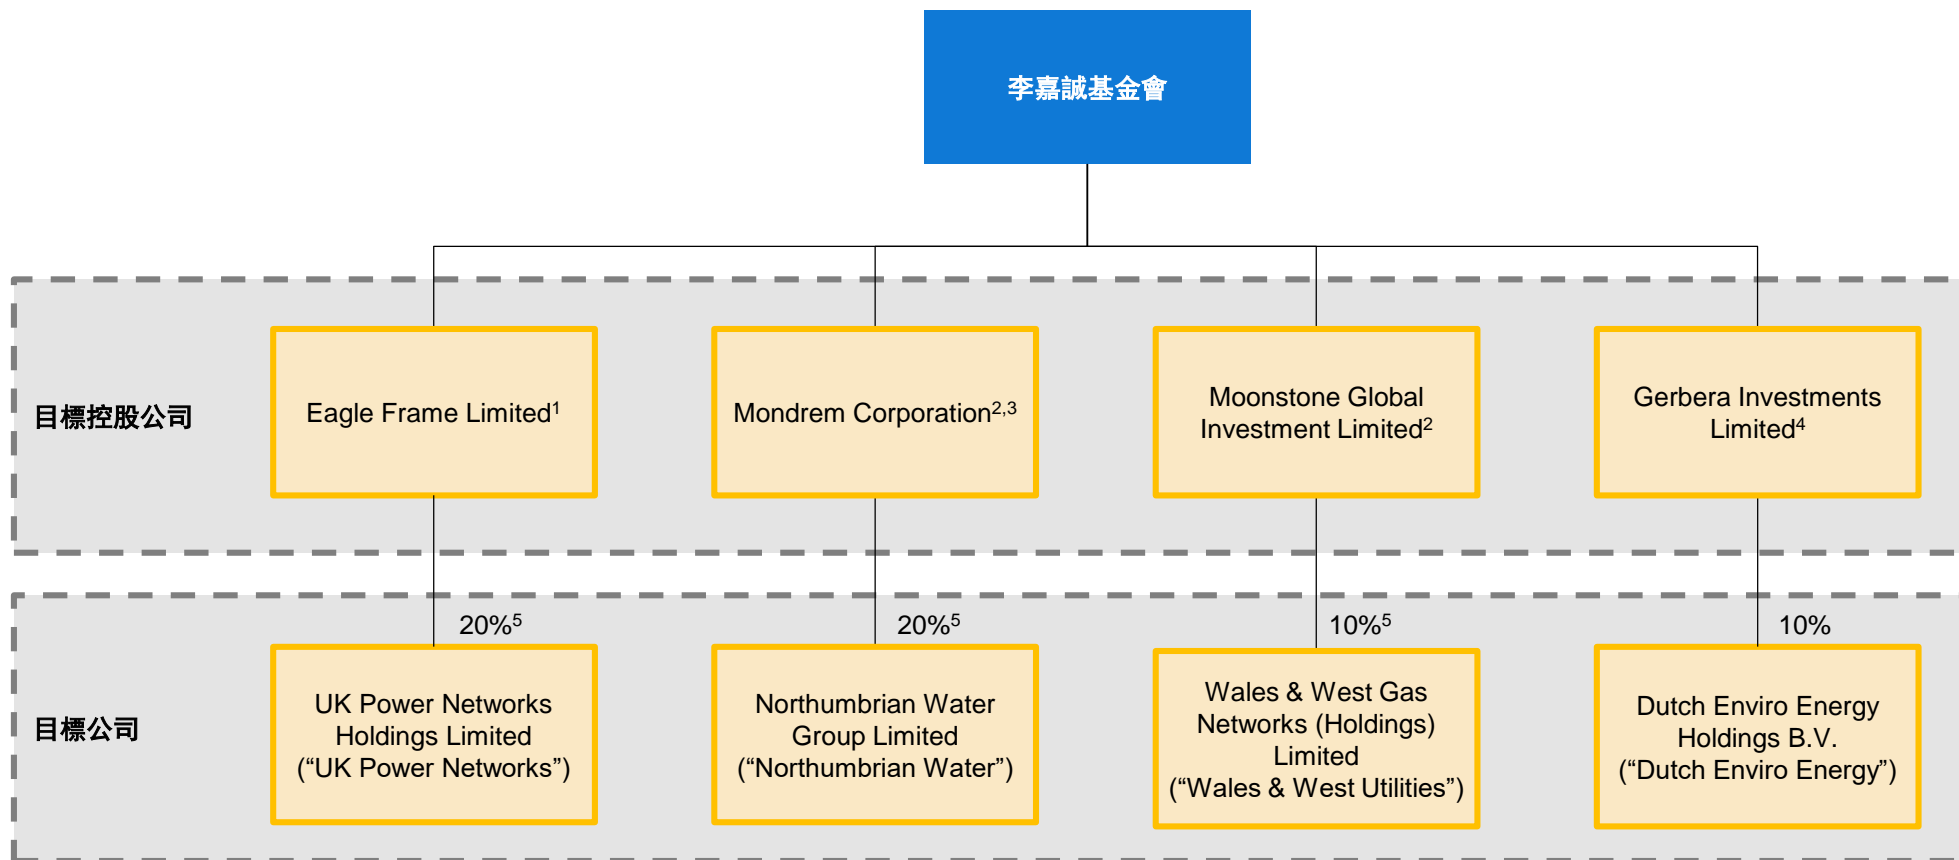 李嘉誠基金會
目標控股公司
Eagle Frame Limited¹
Mondrem Corporation²,³
Moonstone Global
Investment Limited²
Gerbera Investments
Limited⁴
20%⁵
20%⁵
10%⁵
10%
目標公司
UK Power Networks
Holdings Limited
(“UK Power Networks”)
Northumbrian Water
Group Limited
(“Northumbrian Water”)
Wales & West Gas
Networks (Holdings)
Limited
(“Wales & West Utilities”)
Dutch Enviro Energy
Holdings B.V.
(“Dutch Enviro Energy”)